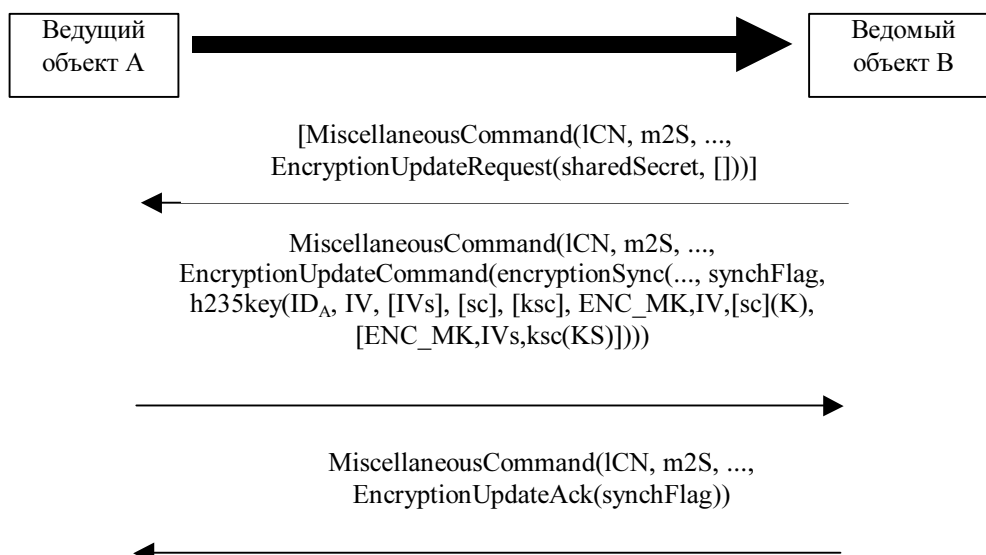 Ведущий
объект A
Ведомый
объект B
[MiscellaneousCommand(lCN, m2S, ...,
EncryptionUpdateRequest(sharedSecret, []))]
MiscellaneousCommand(lCN, m2S, ...,
EncryptionUpdateCommand(encryptionSync(..., synchFlag,
h235key(ID_A, IV, [IVs], [sc], [ksc], ENC_MK,IV,[sc](K),
[ENC_MK,IVs,ksc(KS)])))
MiscellaneousCommand(lCN, m2S, ...,
EncryptionUpdateAck(synchFlag))